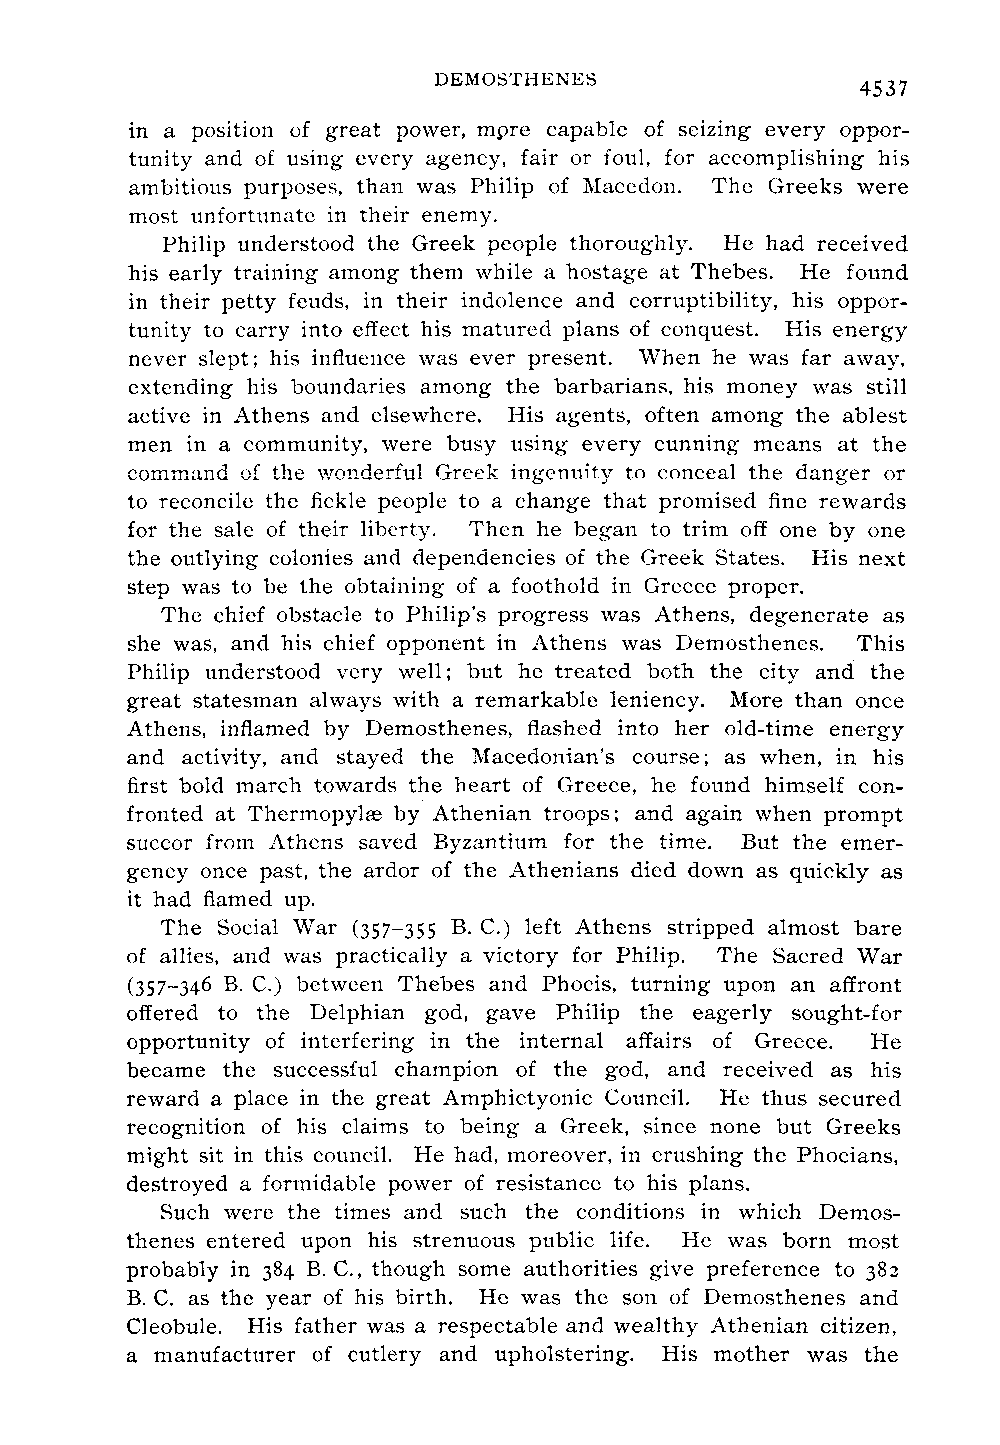 DEMOSTHENES
4537
in a position of great power, more capable of seizing every oppor-
tunity and of using every agency, fair or foul, for accomplishing his
ambitious purposes, than was Philip of Macedon. The Greeks were
most unfortunate in their enemy.
Philip understood the Greek people thoroughly. He had received
his early training among them while a hostage at Thebes. He found
in their petty feuds, in their indolence and corruptibility, his oppor-
tunity to carry into effect his matured plans of conquest. His energy
never slept; his influence was ever present. When he was far away,
extending his boundaries among the barbarians, his money was still
active in Athens and elsewhere. His agents, often among the ablest
men in a community, were busy using every cunning means at the
command of the wonderful Greek ingenuity to conceal the danger or
to reconcile the fickle people to a change that promised fine rewards
for the sale of their liberty. Then he began to trim off one by one
the outlying colonies and dependencies of the Greek States. His next
step was to be the obtaining of a foothold in Greece proper.
The chief obstacle to Philip's progress was Athens, degenerate as
she was, and his chief opponent in Athens was Demosthenes. This
Philip understood very well; but he treated both the city and the
great statesman always with a remarkable leniency. More than once
Athens, inflamed by Demosthenes, flashed into her old-time energy
and activity, and stayed the Macedonian's course; as when, in his
first bold march towards the heart of Greece, he found himself con-
fronted at Thermopylæ by Athenian troops; and again when prompt
succor from Athens saved Byzantium for the time. But the emer-
gency once past, the ardor of the Athenians died down as quickly as
it had flamed up.
The Social War (357–355 B. C.) left Athens stripped almost bare
of allies, and was practically a victory for Philip. The Sacred War
(357–346 B. C.) between Thebes and Phocis, turning upon an affront
offered to the Delphian god, gave Philip the eagerly sought-for
opportunity of interfering in the internal affairs of Greece. He
became the successful champion of the god, and received as his
reward a place in the great Amphictyonic Council. He thus secured
recognition of his claims to being a Greek, since none but Greeks
might sit in this council. He had, moreover, in crushing the Phocians,
destroyed a formidable power of resistance to his plans.
Such were the times and such the conditions in which Demos-
thenes entered upon his strenuous public life. He was born most
probably in 384 B. C., though some authorities give preference to 382
B. C. as the year of his birth. He was the son of Demosthenes and
Cleobule. His father was a respectable and wealthy Athenian citizen,
a manufacturer of cutlery and upholstering. His mother was the